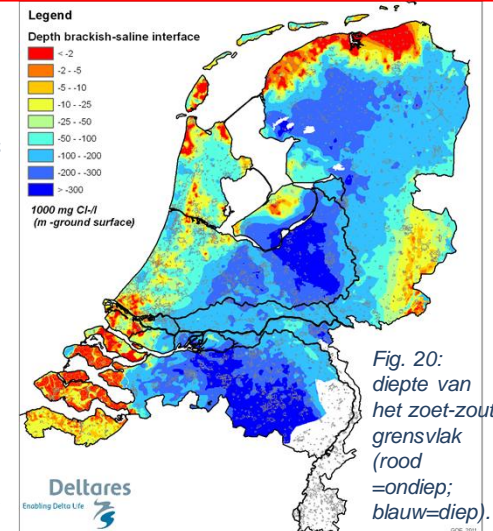 Legend
Depth brackish-saline interface
< -2
-2 - -5
-5 - -10
-10 - -25
-25 - -50
-50 - -100
-100 - -200
-200 - -300
> -300
1000 mg Cl-/l
(m -ground surface)
Fig. 20:
diepte van
het zoet-zout
grensvlak
(rood
=ondiep;
blauw=diep).
Deltares
Enabling Delta Life